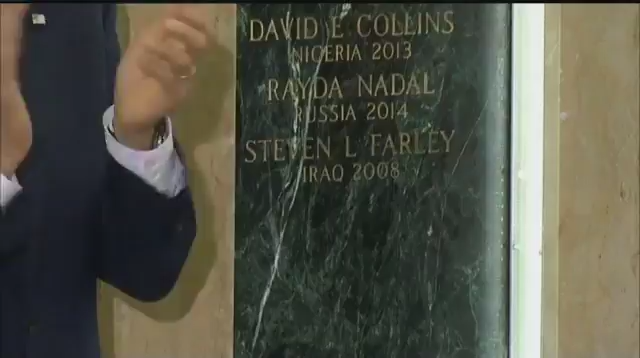 DAVID E COLLINS
NIGERIA 2013
RAYDA NADAL
RUSSIA 2014
STEVEN L FARLEY
IRAQ 2008